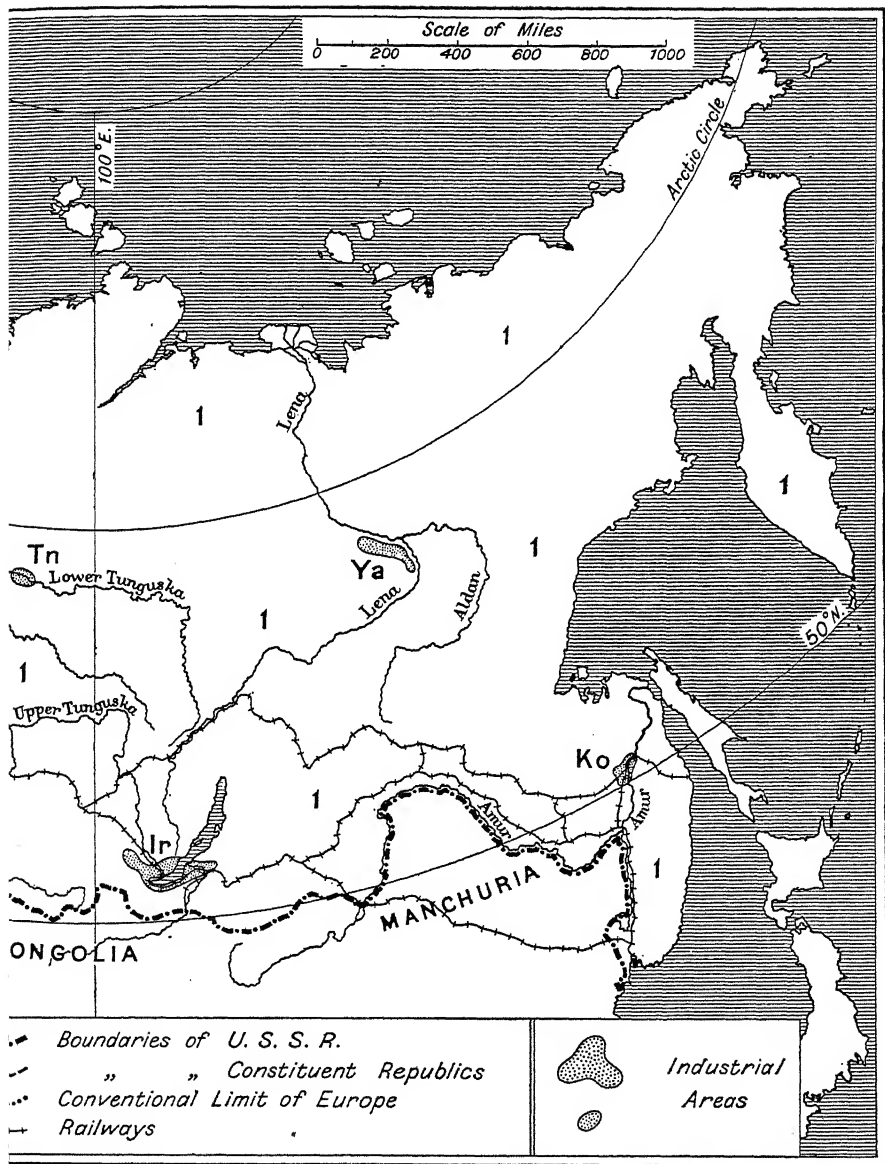 Scale of Miles
0 200 400 600 800 1000
100°E.
Arctic Circle
1
1
Lena
1
1
Tn
Lower Tunguska
Ya
Lena
Aldan
1
50°N.
1
Upper Tunguska
Ko
1
Amur
Amur
Ir
1
MANCHURIA
ONGOLIA
Boundaries of U. S. S. R.
„ „ Constituent Republics
Conventional Limit of Europe
Railways
Industrial
Areas